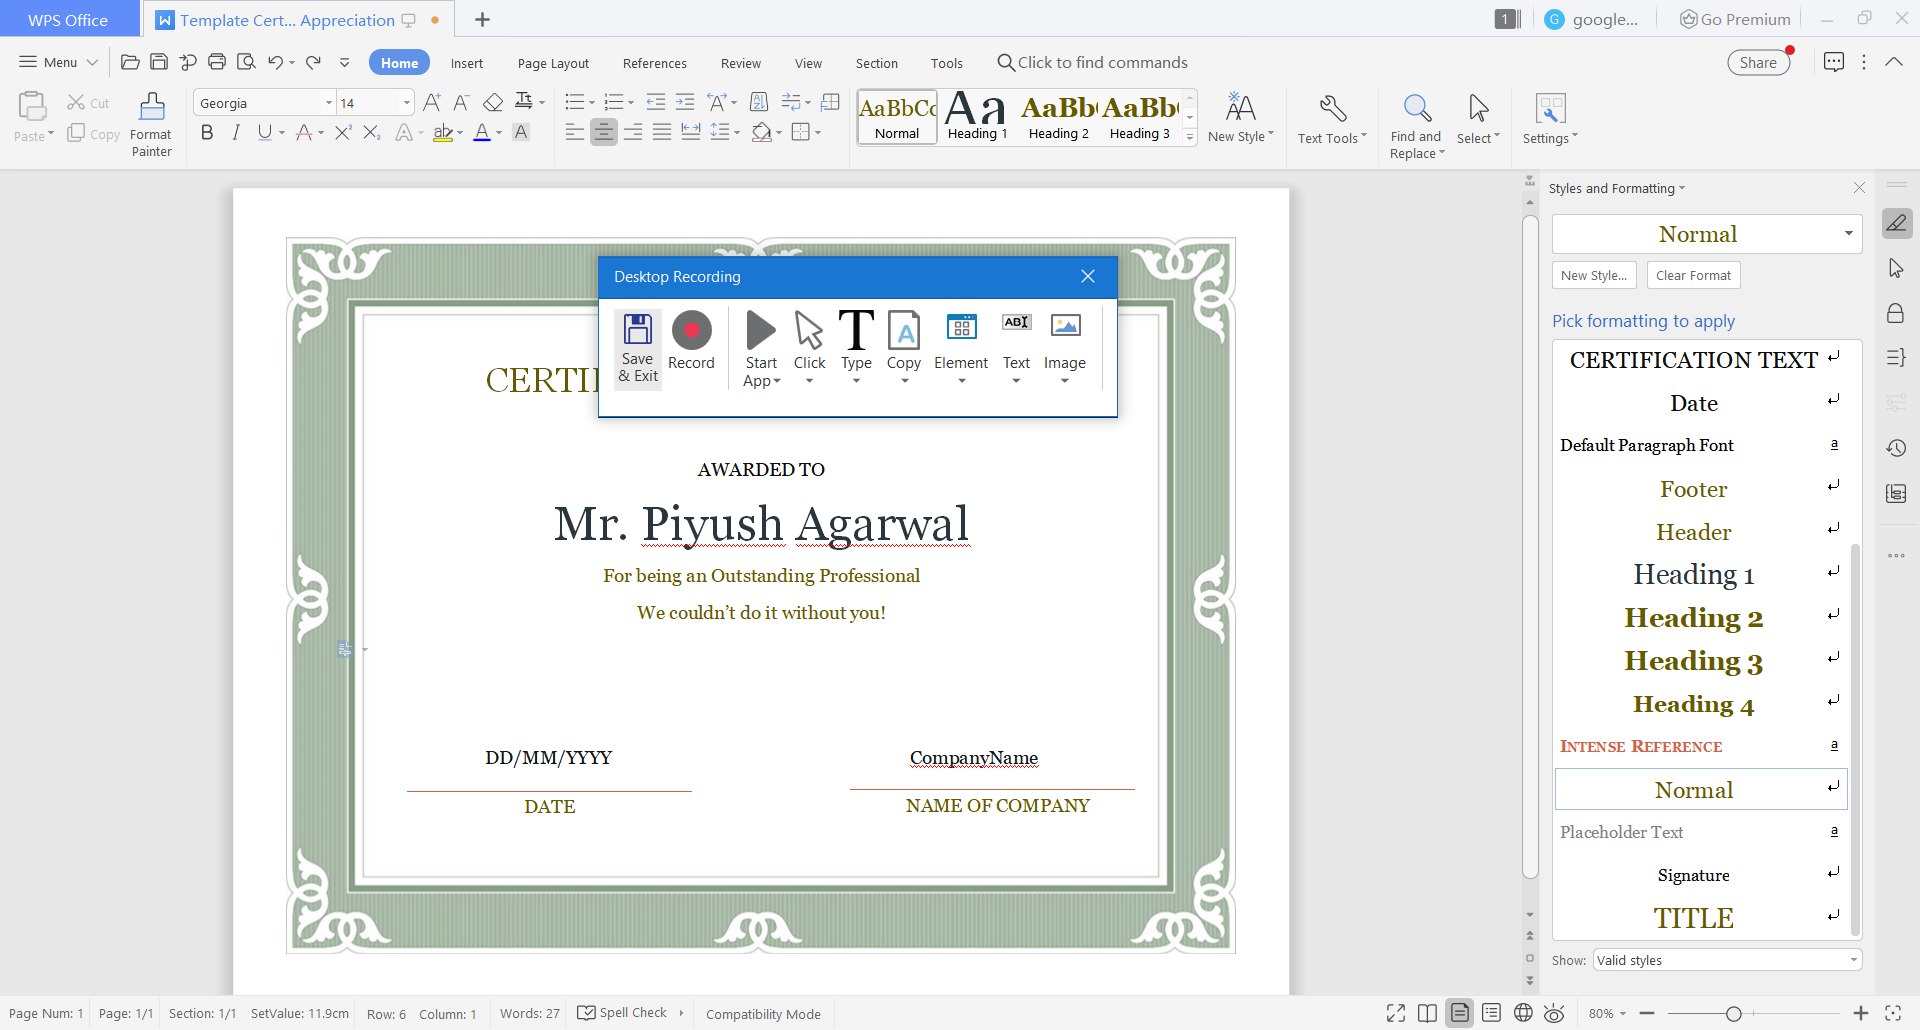 WPS Office
Template Cert... Appreciation
1
G google...
Go Premium
Menu
Home
Insert
Page Layout
References
Review
View
Section
Tools
Click to find commands
Share
Paste
Cut
Copy
Format Painter
Georgia
14
AaBbCc
Normal
Aa
Heading 1
AaBb
Heading 2
AaBb
Heading 3
New Style
Text Tools
Find and Replace
Select
Settings
Desktop Recording
Save & Exit
Record
Start App
Click
Type
Copy
Element
Text
Image
CERTI
AWARDED TO
Mr. Piyush Agarwal
For being an Outstanding Professional
We couldn’t do it without you!
DD/MM/YYYY
CompanyName
DATE
NAME OF COMPANY
Styles and Formatting
Normal
New Style...
Clear Format
Pick formatting to apply
CERTIFICATION TEXT
Date
Default Paragraph Font
Footer
Header
Heading 1
Heading 2
Heading 3
Heading 4
INTENSE REFERENCE
Normal
Placeholder Text
Signature
TITLE
Show: Valid styles
Page Num: 1
Page: 1/1
Section: 1/1
SetValue: 11.9cm
Row: 6
Column: 1
Words: 27
Spell Check
Compatibility Mode
80%